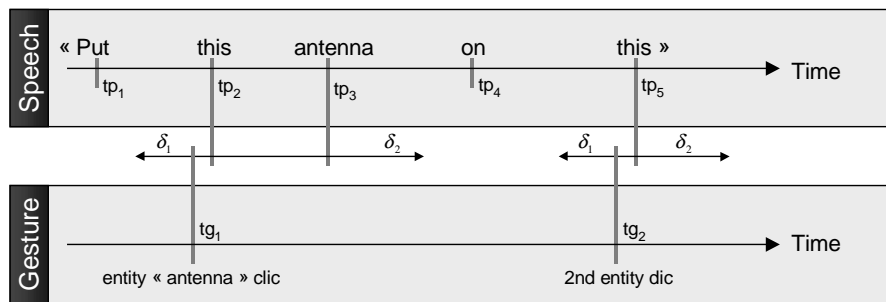 Speech
« Put this antenna on this »
tp1 tp2 tp3 tp4 tp5
Time
δ1 δ2 δ1 δ2
Gesture
tg1 tg2
Time
entity « antenna » clic 2nd entity dic